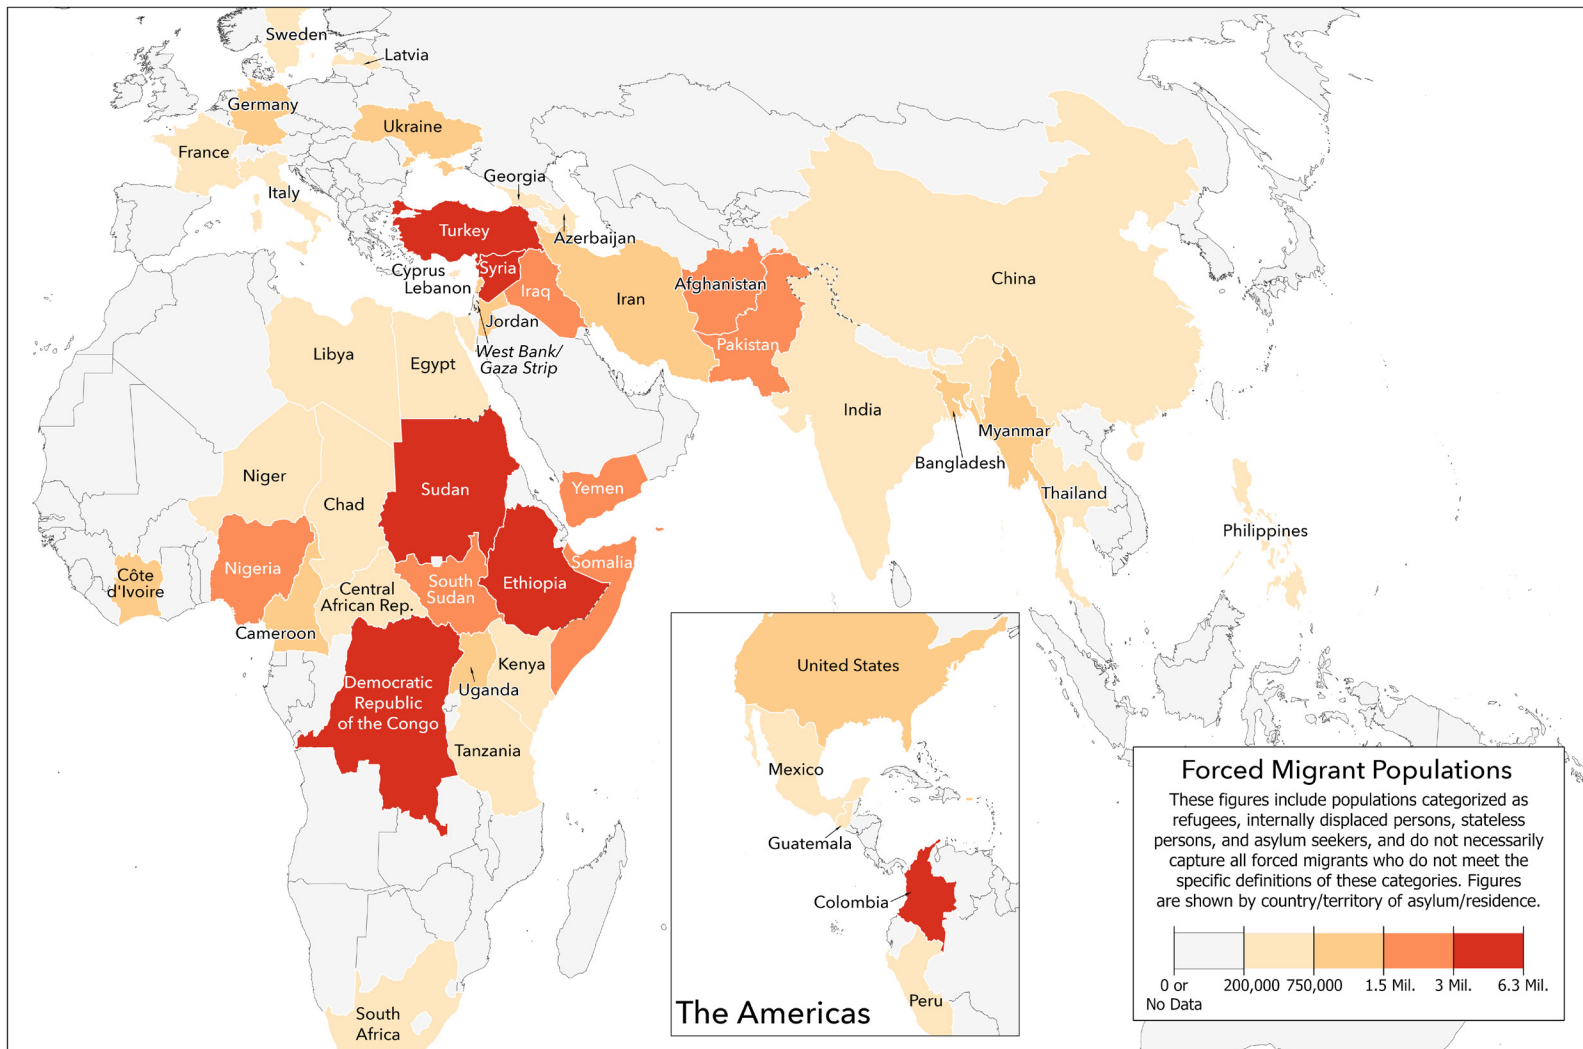 Sweden
Latvia
Germany
Ukraine
France
Georgia
Italy
Turkey
Azerbaijan
Cyprus
Syria
Lebanon
Iraq
Iran
Afghanistan
China
Jordan
Pakistan
West Bank/
Gaza Strip
Libya
Egypt
India
Myanmar
Bangladesh
Niger
Chad
Sudan
Yemen
Thailand
Philippines
Nigeria
Côte
d'Ivoire
Central
African Rep.
South
Sudan
Ethiopia
Somalia
Cameroon
Kenya
Uganda
Democratic
Republic
of the Congo
Tanzania
South
Africa
United States
Mexico
Guatemala
Colombia
Peru
The Americas
Forced Migrant Populations
These figures include populations categorized as
refugees, internally displaced persons, stateless
persons, and asylum seekers, and do not necessarily
capture all forced migrants who do not meet the
specific definitions of these categories. Figures
are shown by country/territory of asylum/residence.
0 or
No Data
200,000
750,000
1.5 Mil.
3 Mil.
6.3 Mil.